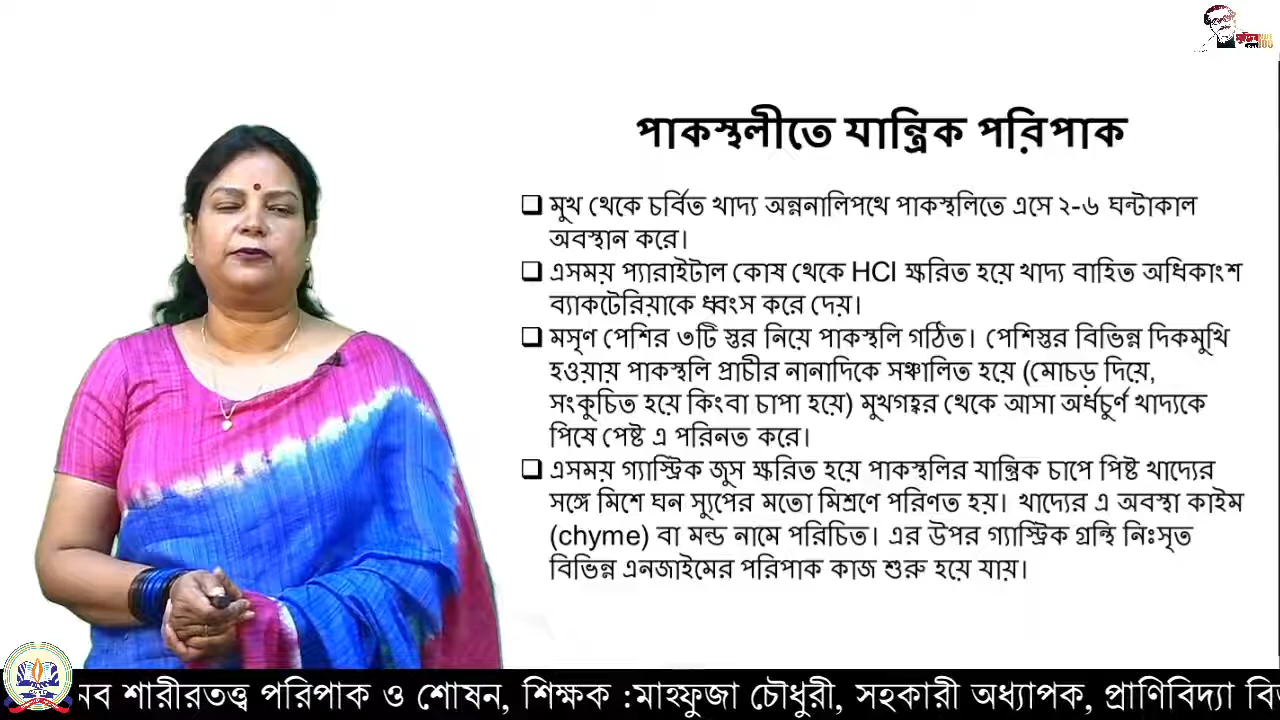 পাকস্থলীতে যান্ত্রিক পরিপাক
মুখ থেকে চর্বিত খাদ্য অন্ননালিপথে পাকস্থলিতে এসে ২-৬ ঘন্টাকাল
অবস্থান করে।
এসময় প্যারাইটাল কোষ থেকে HCl ক্ষরিত হয়ে খাদ্য বাহিত অধিকাংশ
ব্যাকটেরিয়াকে ধ্বংস করে দেয়।
মসৃণ পেশির ৩টি স্তর নিয়ে পাকস্থলি গঠিত। পেশিস্তর বিভিন্ন দিকমুখি
হওয়ায় পাকস্থলি প্রাচীর নানাদিকে সঞ্চালিত হয়ে (মোচড় দিয়ে,
সংকুচিত হয়ে কিংবা চাপা হয়ে) মুখগহ্বর থেকে আসা অর্ধচুর্ণ খাদ্যকে
পিষে পেষ্ট এ পরিনত করে।
এসময় গ্যাস্ট্রিক জুস ক্ষরিত হয়ে পাকস্থলির যান্ত্রিক চাপে পিষ্ট খাদ্যের
সঙ্গে মিশে ঘন স্যুপের মতো মিশ্রণে পরিণত হয়। খাদ্যের এ অবস্থা কাইম
(chyme) বা মন্ড নামে পরিচিত। এর উপর গ্যাস্ট্রিক গ্রন্থি নিঃসৃত
বিভিন্ন এনজাইমের পরিপাক কাজ শুরু হয়ে যায়।
নব শারীরতত্ত্ব পরিপাক ও শোষন, শিক্ষক :মাহফুজা চৌধুরী, সহকারী অধ্যাপক, প্রাণিবিদ্যা বি